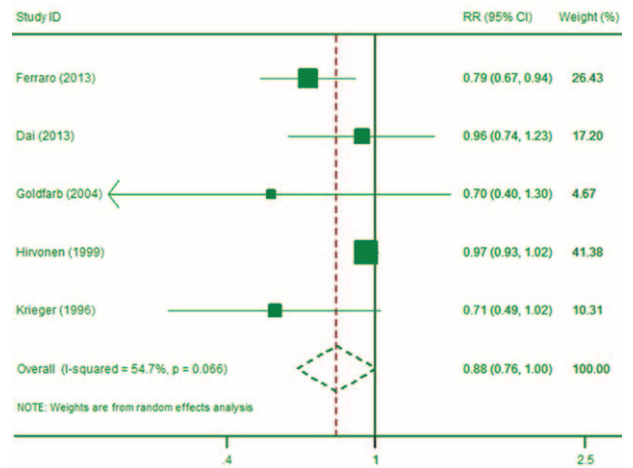 Study ID RR (95% CI) Weight (%)
Ferraro (2013) 0.79 (0.67, 0.94) 26.43
Dai (2013) 0.96 (0.74, 1.23) 17.20
Goldfarb (2004) 0.70 (0.40, 1.30) 4.67
Hirvonen (1999) 0.97 (0.93, 1.02) 41.38
Krieger (1996) 0.71 (0.49, 1.02) 10.31
Overall (I-squared = 54.7%, p = 0.066) 0.88 (0.76, 1.00) 100.00
NOTE: Weights are from random effects analysis
.4 1 2.5